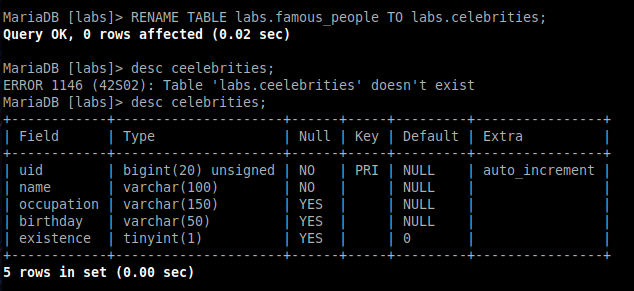 MariaDB [labs]> RENAME TABLE labs.famous_people TO labs.celebrities;
Query OK, 0 rows affected (0.02 sec)
MariaDB [labs]> desc ceelebrities;
ERROR 1146 (42S02): Table 'labs.ceelebrities' doesn't exist
MariaDB [labs]> desc celebrities;
+------------+---------------------+------+-----+---------+----------------+
| Field      | Type                | Null | Key | Default | Extra          |
+------------+---------------------+------+-----+---------+----------------+
| uid        | bigint(20) unsigned | NO   | PRI | NULL    | auto_increment |
| name       | varchar(100)        | NO   |     | NULL    |                |
| occupation | varchar(150)        | YES  |     | NULL    |                |
| birthday   | varchar(50)         | YES  |     | NULL    |                |
| existence  | tinyint(1)          | YES  |     | 0       |                |
+------------+---------------------+------+-----+---------+----------------+
5 rows in set (0.00 sec)